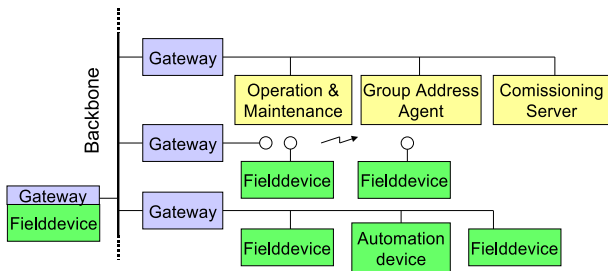 Backbone
Gateway
Operation &
Maintenance
Group Address
Agent
Comissioning
Server
Gateway
Fielddevice
Fielddevice
Gateway
Fielddevice
Gateway
Fielddevice
Automation
device
Fielddevice